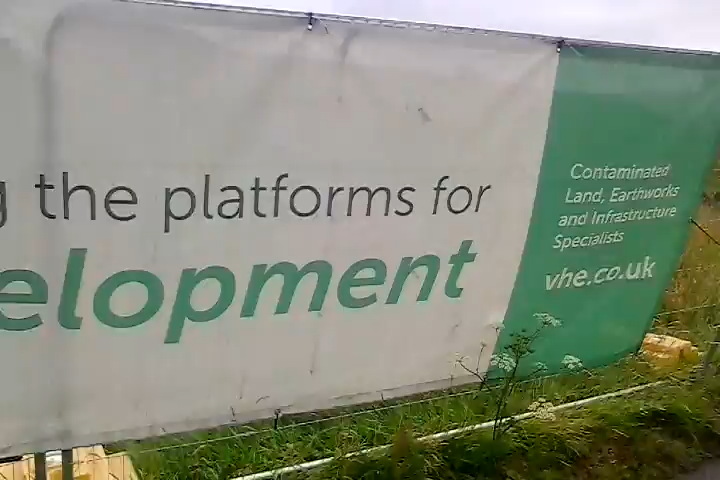 the platforms for
elopment
Contaminated
Land, Earthworks
and Infrastructure
Specialists
vhe.co.uk